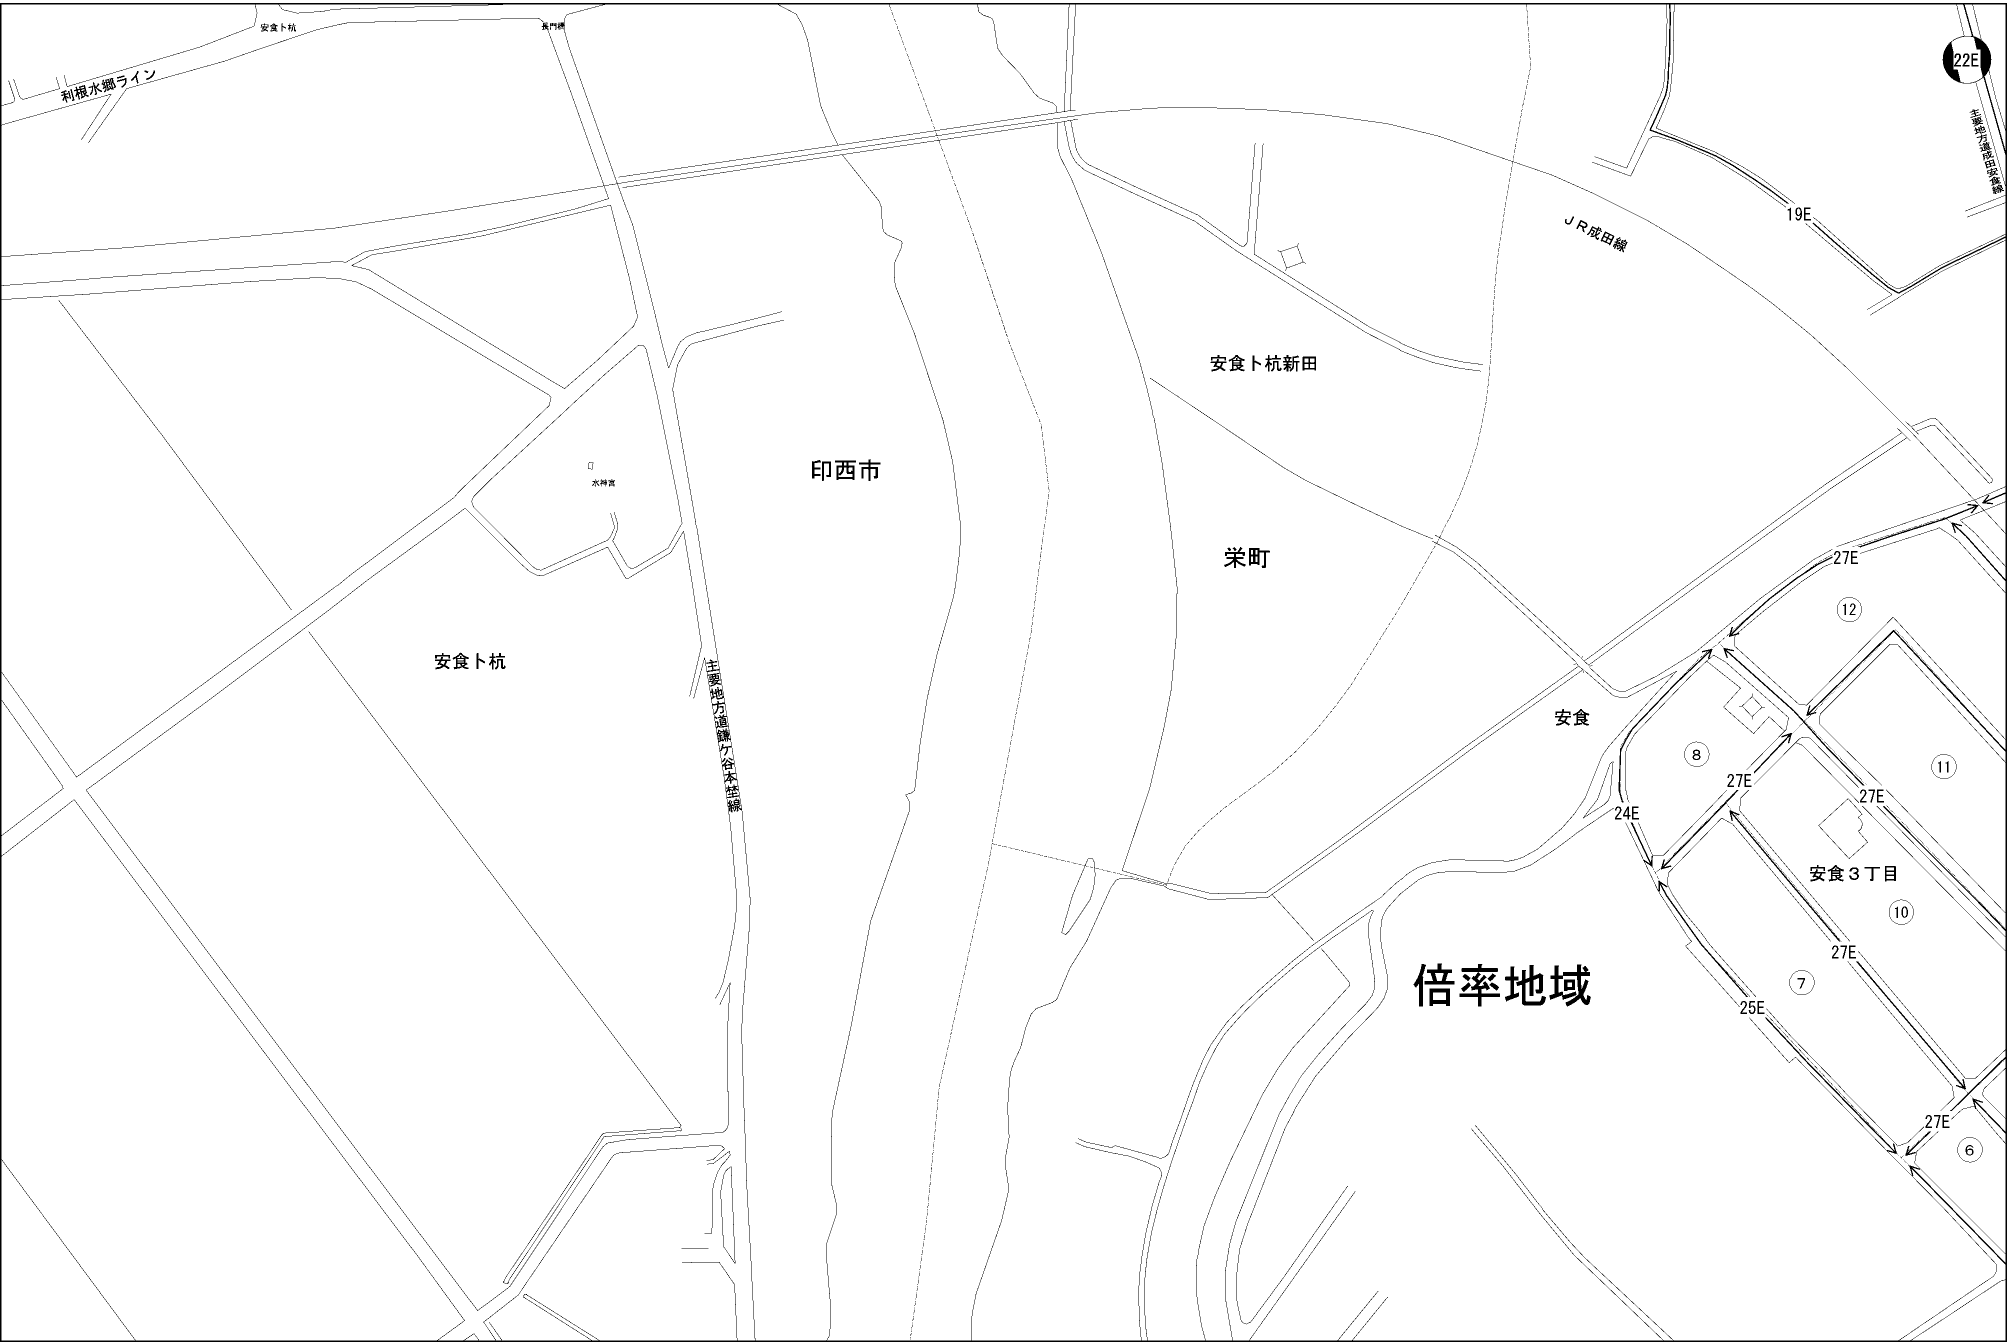 安食卜杭
長門橋
利根水郷ライン
22E
主要地方道成田安食線
19E
JR成田線
安食卜杭新田
印西市
水神宮
栄町
27E
12
安食卜杭
主要地方道鎌ケ谷本埜線
安食
8
11
27E
27E
24E
安食3丁目
10
27E
倍率地域
7
25E
27E
6